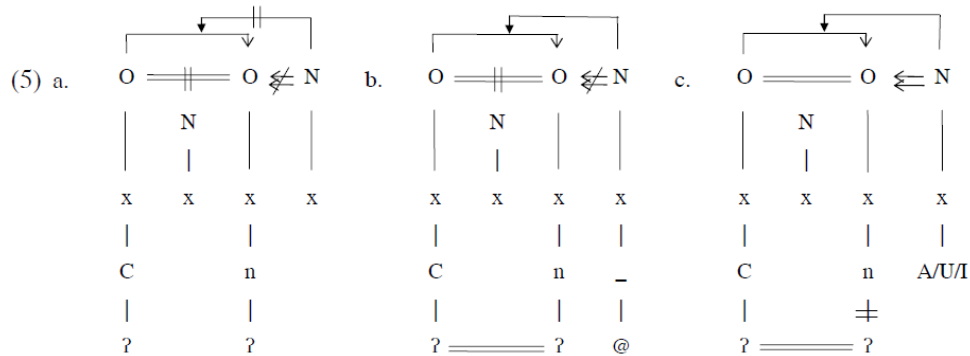 (5) a. O O N b. O O N c. O O N
N N N
x x x x x x x x x x x x
C n C n _ C n A/U/I
ʔ ʔ ʔ ʔ @ ʔ ʔ